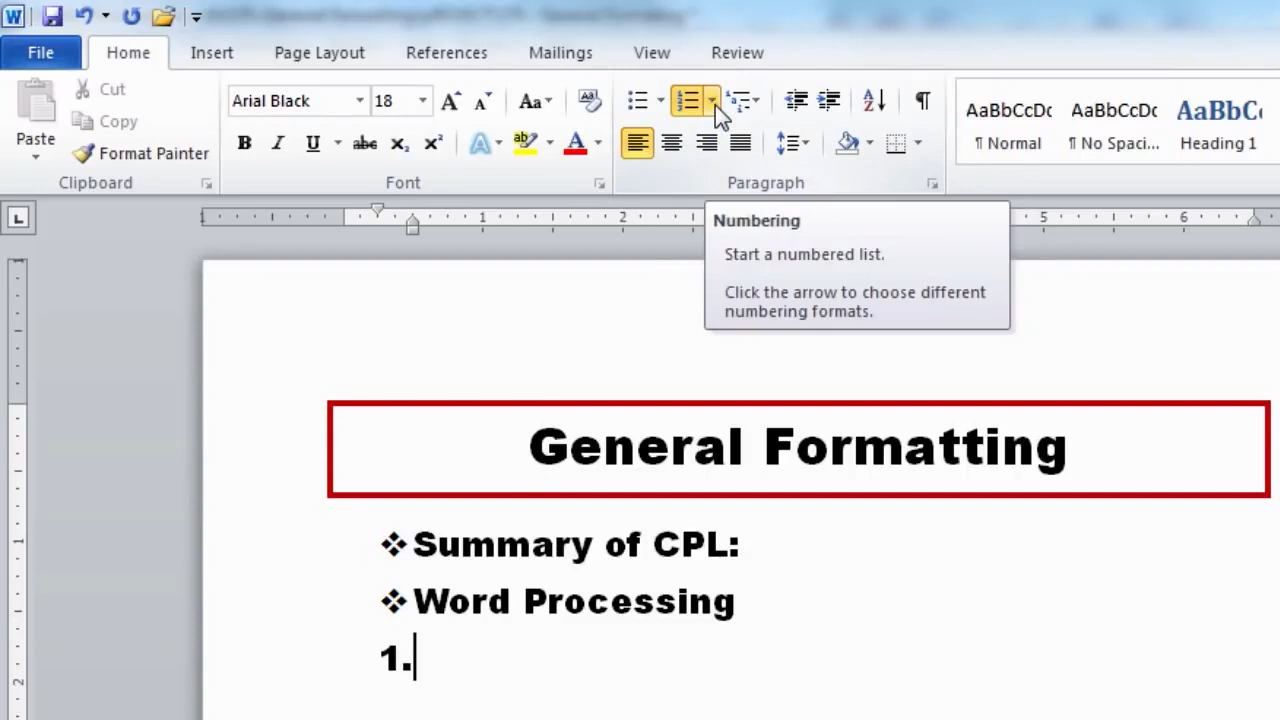 File Home Insert Page Layout References Mailings View Review
Cut
Copy
Paste
Format Painter
Clipboard
Arial Black 18
Font
Paragraph
AaBbCcDc AaBbCcDc AaBbC
¶ Normal ¶ No Spaci... Heading 1
Numbering
Start a numbered list.
Click the arrow to choose different
numbering formats.
General Formatting
❖ Summary of CPL:
❖ Word Processing
1.